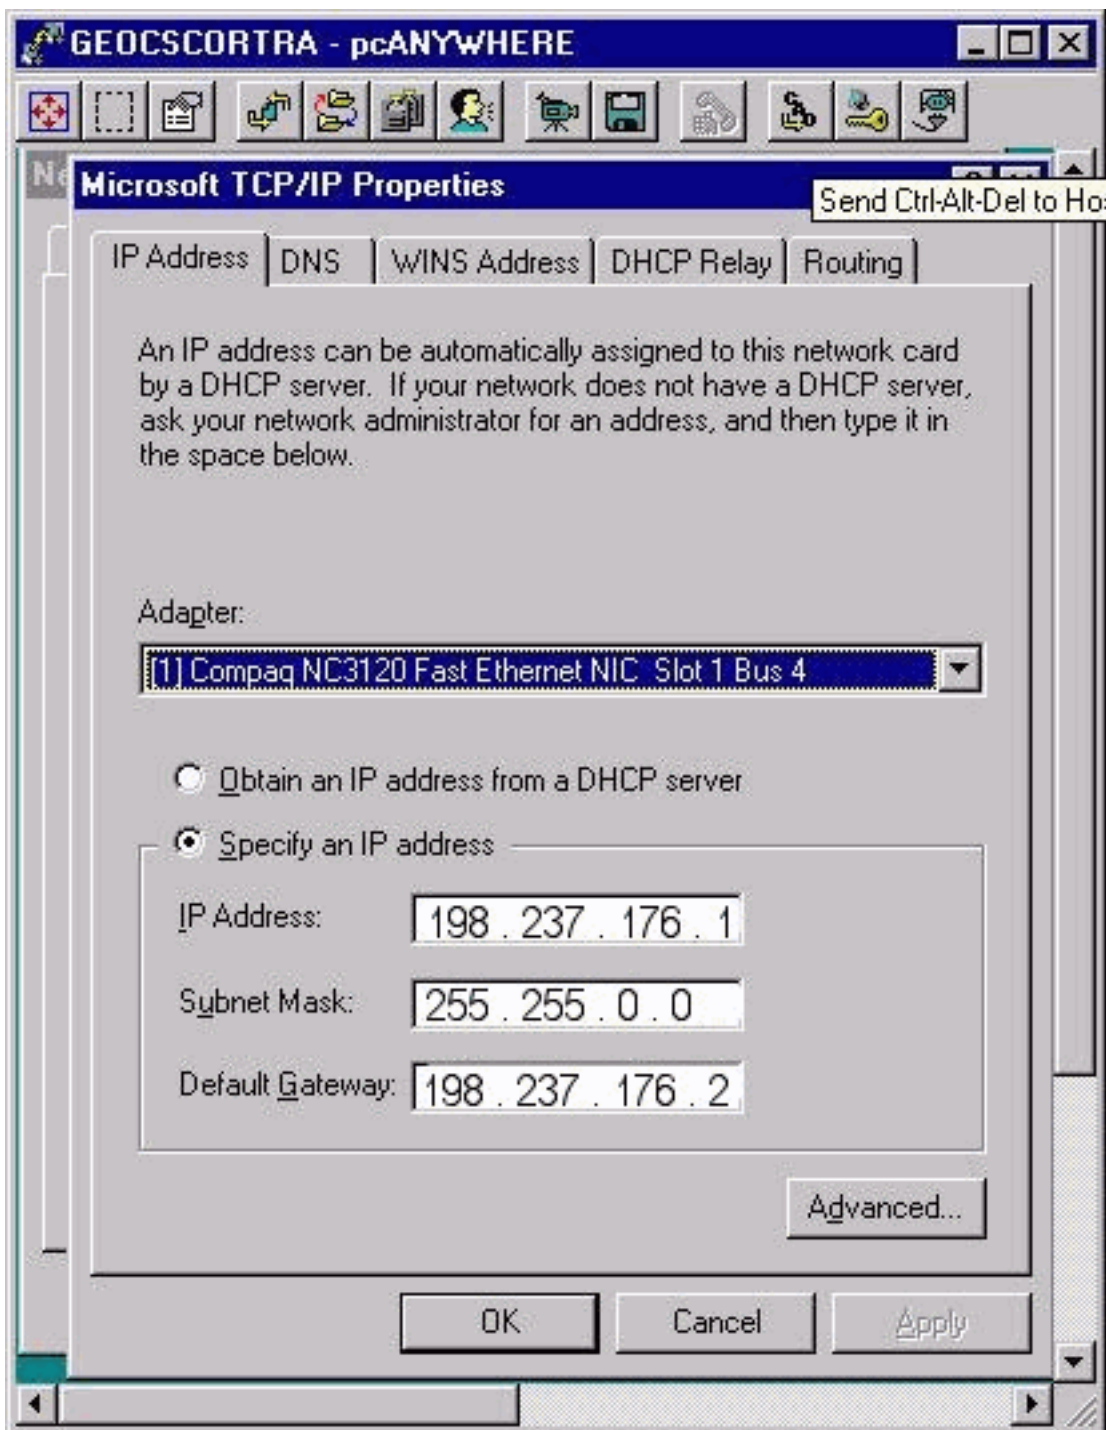 GEOCSCORTRA - pcANYWHERE
Ne
Microsoft TCP/IP Properties
Send Ctrl-Alt-Del to Hos
IP Address DNS WINS Address DHCP Relay Routing
An IP address can be automatically assigned to this network card
by a DHCP server. If your network does not have a DHCP server,
ask your network administrator for an address, and then type it in
the space below.
Adapter:
[1] Compaq NC3120 Fast Ethernet NIC Slot 1 Bus 4
Obtain an IP address from a DHCP server
Specify an IP address
IP Address: 198 . 237 . 176 . 1
Subnet Mask: 255 . 255 . 0 . 0
Default Gateway: 198 . 237 . 176 . 2
Advanced...
OK Cancel Apply